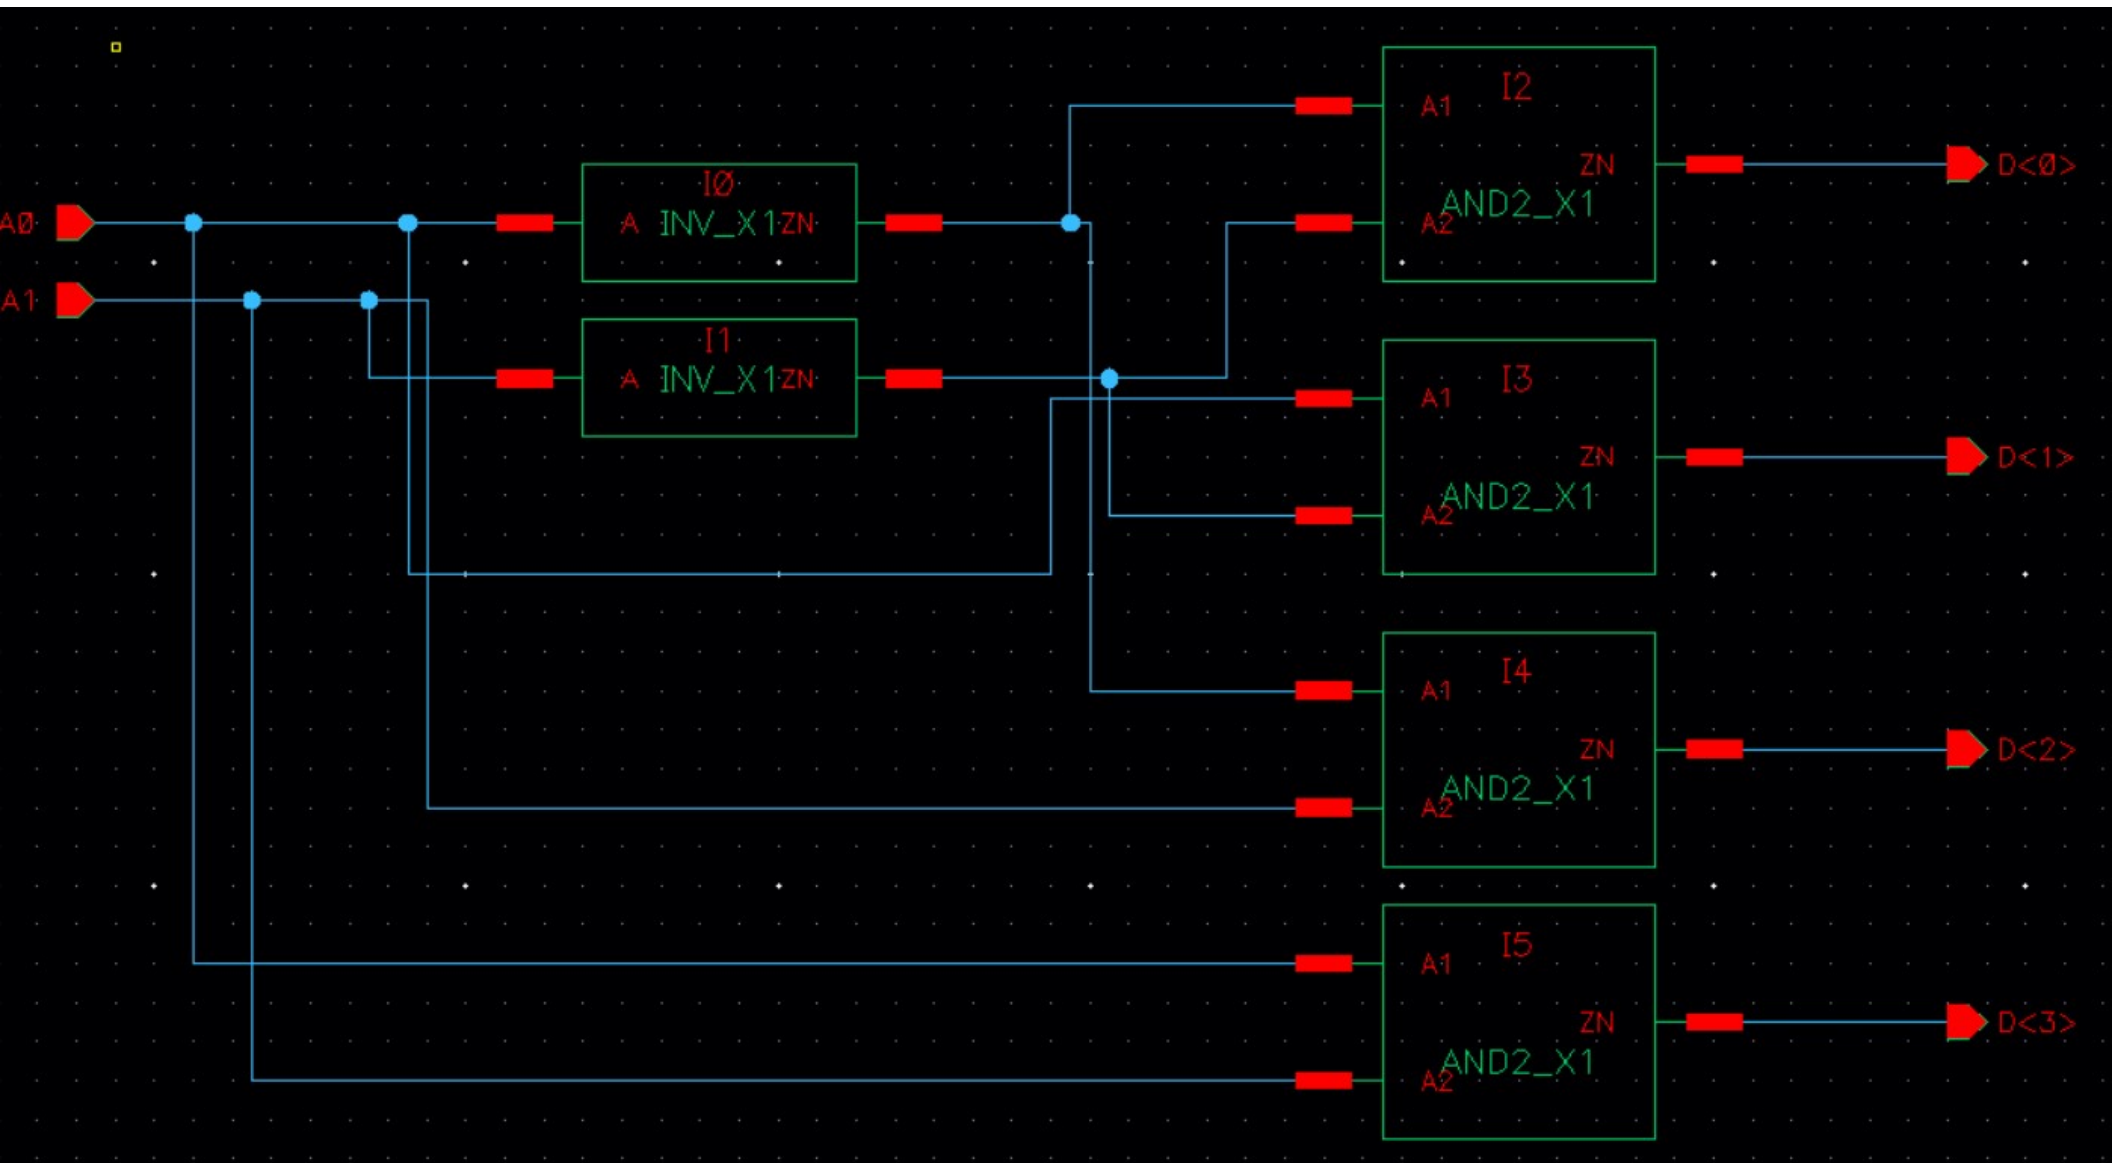 I2
A1
ZN
D<0>
AND2_X1
A2
A0
I0
A INV_X1 ZN
A1
I1
A INV_X1 ZN
I3
A1
ZN
D<1>
AND2_X1
A2
I4
A1
ZN
D<2>
AND2_X1
A2
I5
A1
ZN
D<3>
AND2_X1
A2